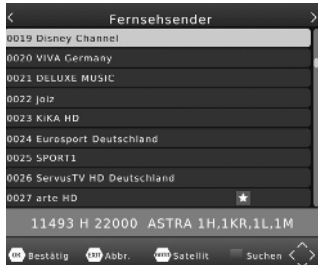 Fernsehsender
0019 Disney Channel
0020 VIVA Germany
0021 DELUXE MUSIC
0022 joiz
0023 KiKA HD
0024 Eurosport Deutschland
0025 SPORT1
0026 ServusTV HD Deutschland
0027 arte HD
11493 H 22000 ASTRA 1H,1KR,1L,1M
OK Bestätig EXIT Abbr. Satellit Suchen